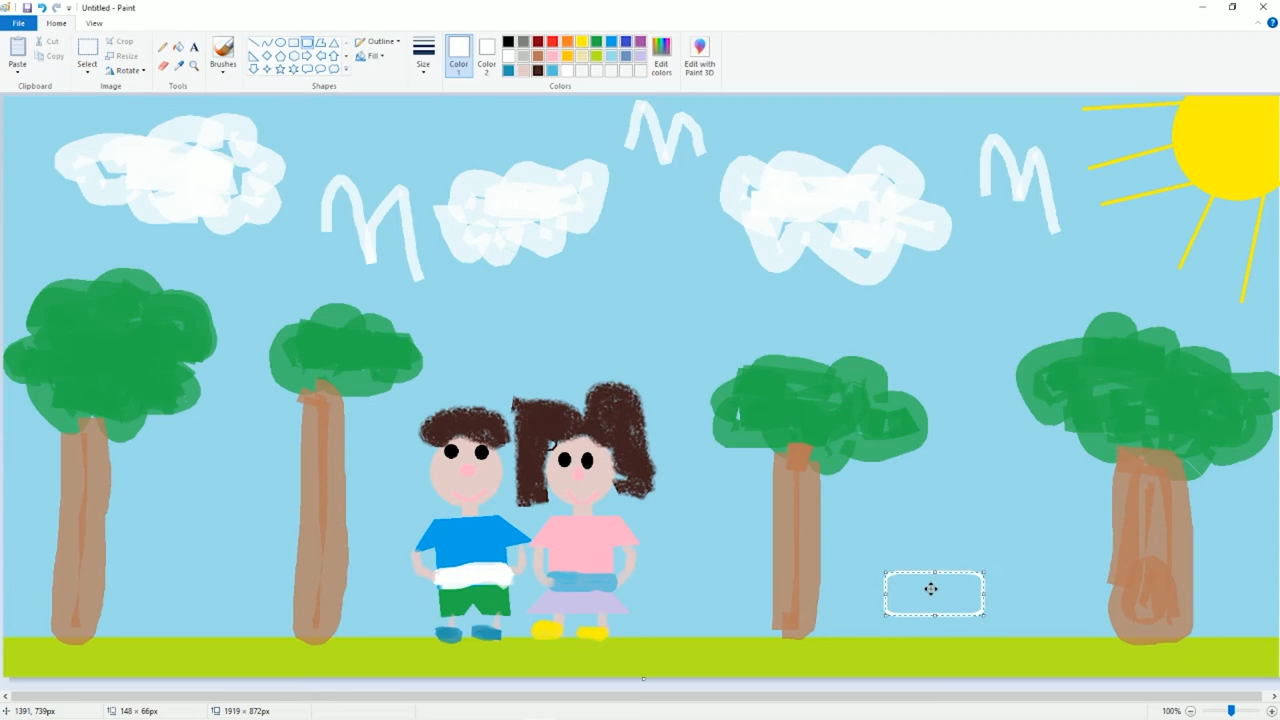 Untitled - Paint
File Home View
Paste Cut Copy Clipboard
Select Crop Resize Rotate Image
A Tools
Brushes
Outline Fill Shapes
Size
Color 1 Color 2 Edit colors Colors
Edit with Paint 3D
1391, 739px 148 × 66px 1919 × 872px 100%